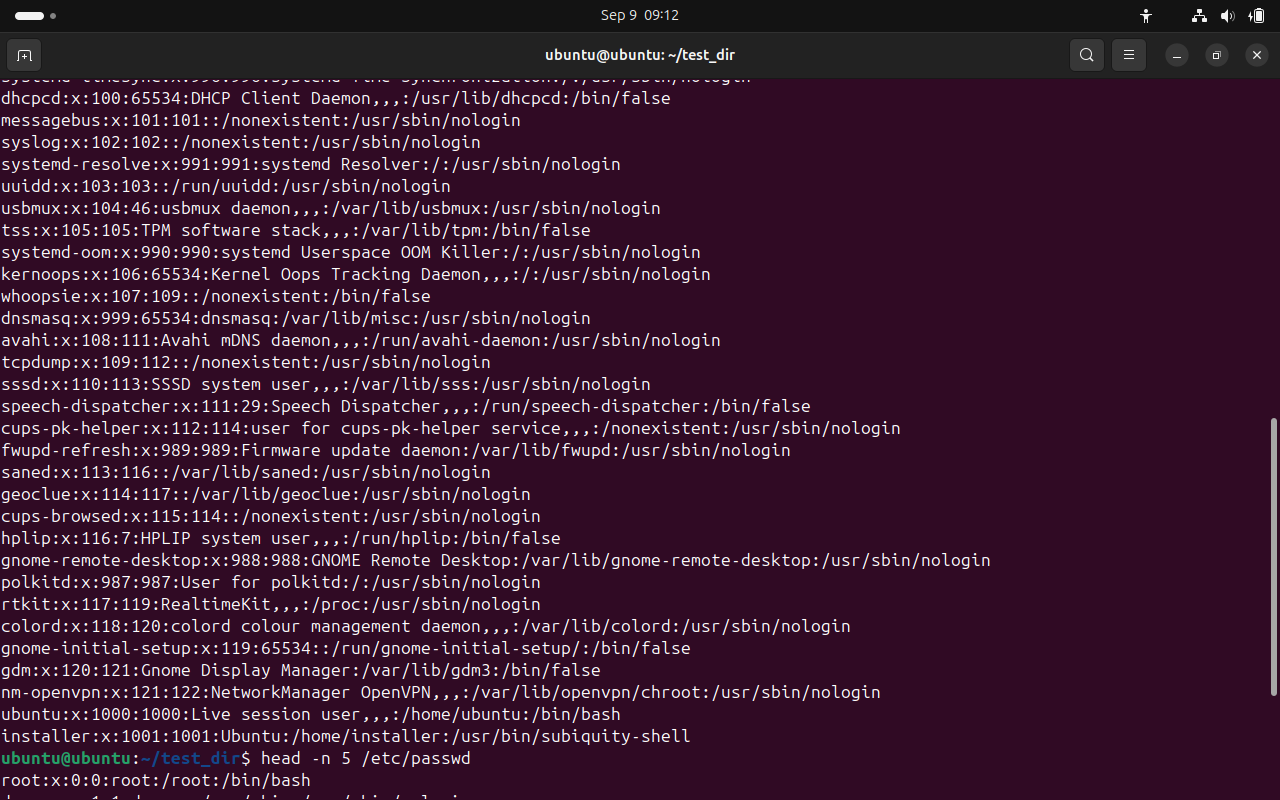 Sep 9 09:12
ubuntu@ubuntu: ~/test_dir
dhcpcd:x:100:65534:DHCP Client Daemon,,,:/usr/lib/dhcpcd:/bin/false
messagebus:x:101:101::/nonexistent:/usr/sbin/nologin
syslog:x:102:102::/nonexistent:/usr/sbin/nologin
systemd-resolve:x:991:991:systemd Resolver:/:/usr/sbin/nologin
uuidd:x:103:103::/run/uuidd:/usr/sbin/nologin
usbmux:x:104:46:usbmux daemon,,,:/var/lib/usbmux:/usr/sbin/nologin
tss:x:105:105:TPM software stack,,,:/var/lib/tpm:/bin/false
systemd-oom:x:990:990:systemd Userspace OOM Killer:/:/usr/sbin/nologin
kernoops:x:106:65534:Kernel Oops Tracking Daemon,,,:/:/usr/sbin/nologin
whoopsie:x:107:109::/nonexistent:/bin/false
dnsmasq:x:999:65534:dnsmasq:/var/lib/misc:/usr/sbin/nologin
avahi:x:108:111:Avahi mDNS daemon,,,:/run/avahi-daemon:/usr/sbin/nologin
tcpdump:x:109:112::/nonexistent:/usr/sbin/nologin
sssd:x:110:113:SSSD system user,,,:/var/lib/sss:/usr/sbin/nologin
speech-dispatcher:x:111:29:Speech Dispatcher,,,:/run/speech-dispatcher:/bin/false
cups-pk-helper:x:112:114:user for cups-pk-helper service,,,:/nonexistent:/usr/sbin/nologin
fwupd-refresh:x:989:989:Firmware update daemon:/var/lib/fwupd:/usr/sbin/nologin
saned:x:113:116::/var/lib/saned:/usr/sbin/nologin
geoclue:x:114:117::/var/lib/geoclue:/usr/sbin/nologin
cups-browsed:x:115:114::/nonexistent:/usr/sbin/nologin
hplip:x:116:7:HPLIP system user,,,:/run/hplip:/bin/false
gnome-remote-desktop:x:988:988:GNOME Remote Desktop:/var/lib/gnome-remote-desktop:/usr/sbin/nologin
polkitd:x:987:987:User for polkitd:/:/usr/sbin/nologin
rtkit:x:117:119:RealtimeKit,,,:/proc:/usr/sbin/nologin
colord:x:118:120:colord colour management daemon,,,:/var/lib/colord:/usr/sbin/nologin
gnome-initial-setup:x:119:65534::/run/gnome-initial-setup/:/bin/false
gdm:x:120:121:Gnome Display Manager:/var/lib/gdm3:/bin/false
nm-openvpn:x:121:122:NetworkManager OpenVPN,,,:/var/lib/openvpn/chroot:/usr/sbin/nologin
ubuntu:x:1000:1000:Live session user,,,:/home/ubuntu:/bin/bash
installer:x:1001:1001:Ubuntu:/home/installer:/usr/bin/subiquity-shell
ubuntu@ubuntu:~/test_dir$ head -n 5 /etc/passwd
root:x:0:0:root:/root:/bin/bash